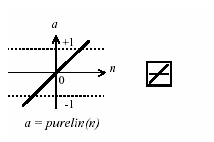 a
+1
n
0
-1
a = purelin(n)